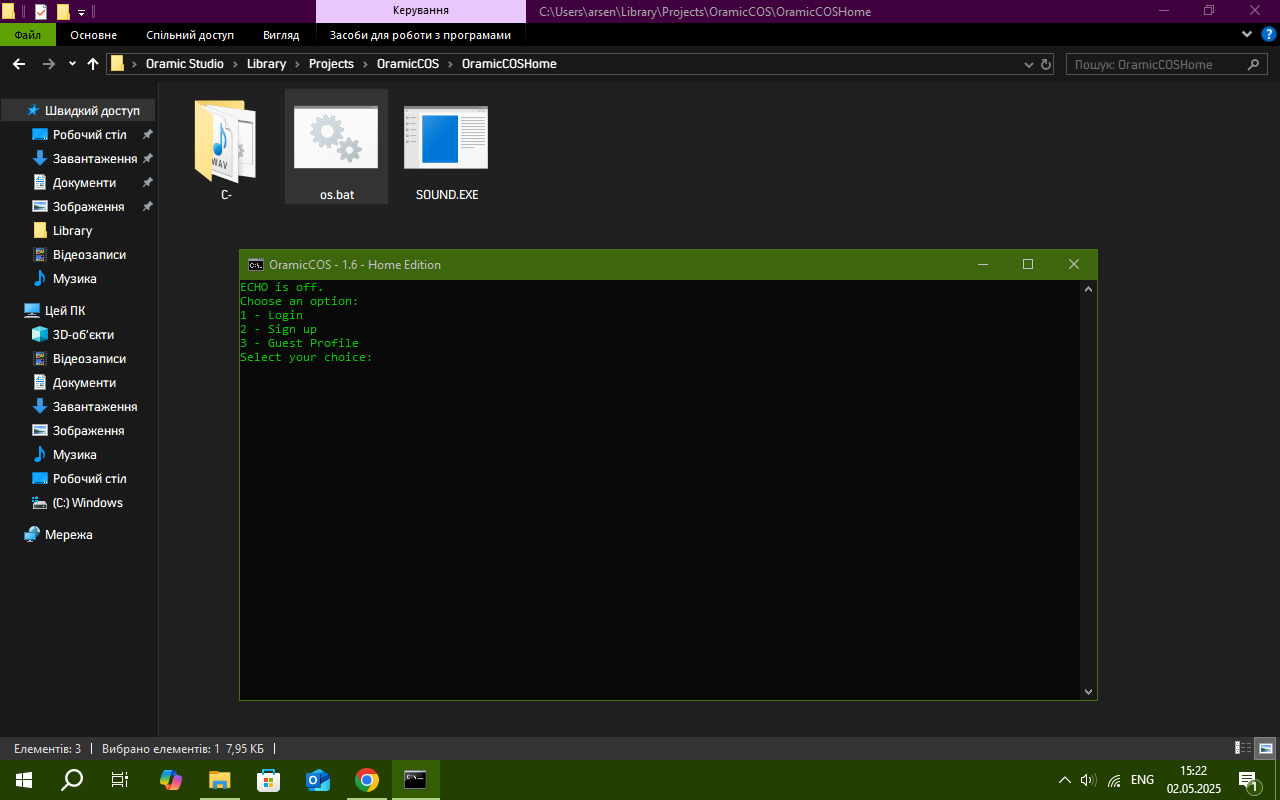 Керування
C:\Users\arsen\Library\Projects\OramicCOS\OramicCOSHome
Файл
Основне
Спільний доступ
Вигляд
Засоби для роботи з програмами
Oramic Studio
Library
Projects
OramicCOS
OramicCOSHome
Пошук: OramicCOSHome
Швидкий доступ
Робочий стіл
Завантаження
Документи
Зображення
Library
Відеозаписи
Музика
Цей ПК
3D-об’єкти
Відеозаписи
Документи
Завантаження
Зображення
Музика
Робочий стіл
(C:) Windows
Мережа
WAV
C-
os.bat
SOUND.EXE
OramicCOS - 1.6 - Home Edition
ECHO is off.
Choose an option:
1 - Login
2 - Sign up
3 - Guest Profile
Select your choice:
Елементів: 3
Вибрано елементів: 1 7,95 КБ
ENG
15:22
02.05.2025
1